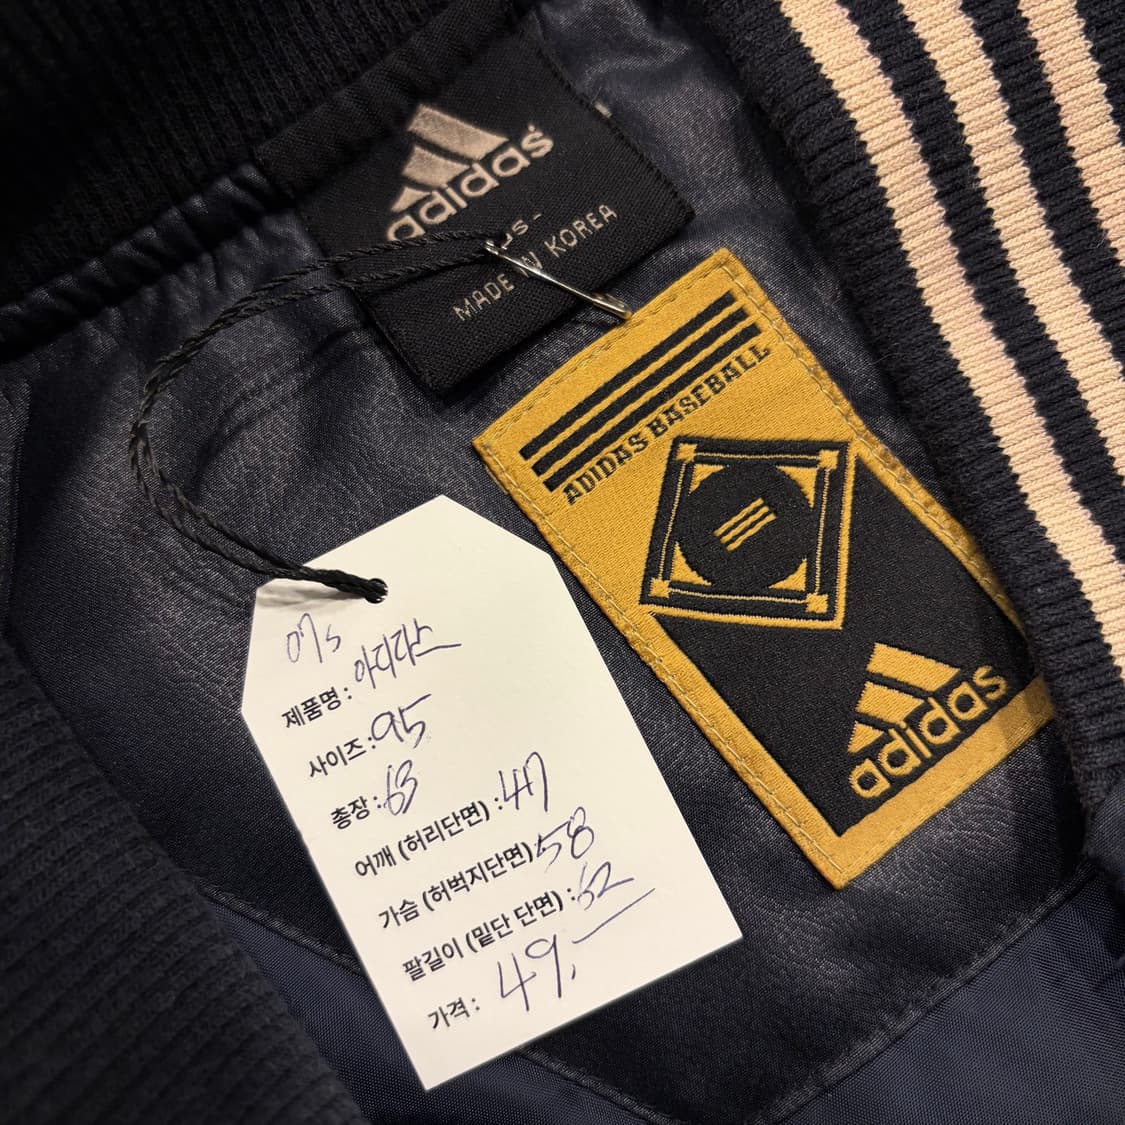 adidas
MADE IN KOREA
ADIDAS BASEBALL
adidas
07s
제품명 : 아디다스
사이즈 : 95
총장 : 63
어깨 (허리단면) : 47
가슴 (허벅지단면) 58
팔길이 (밑단 단면) : 62
가격 : 49,-